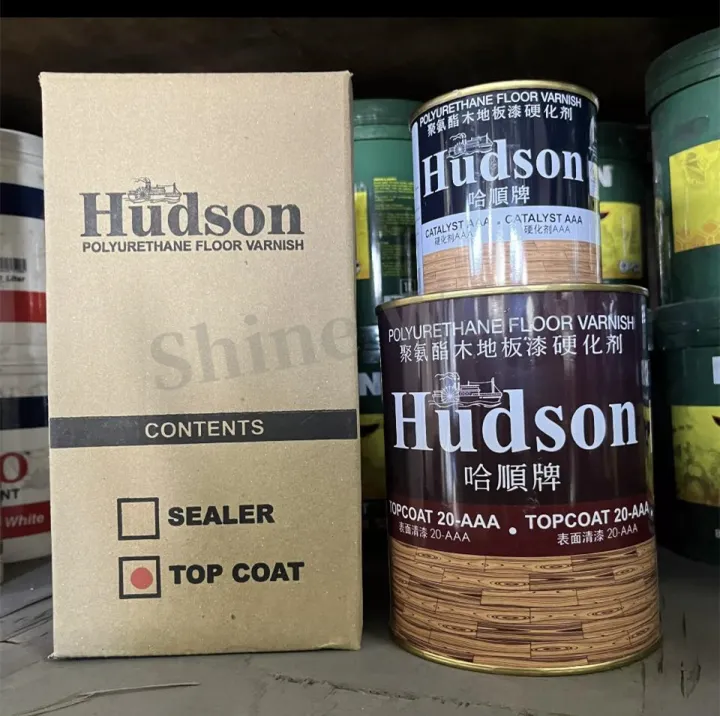 Hudson
POLYURETHANE FLOOR VARNISH
Shine
CONTENTS
SEALER
TOP COAT
POLYURETHANE FLOOR VARNISH
聚氨酯木地板漆硬化剂
Hudson
哈順牌
CATALYST AAA . CATALYST AAA
硬化剂AAA 硬化剂AAA
POLYURETHANE FLOOR VARNISH
聚氨酯木地板漆硬化剂
Hudson
哈順牌
TOPCOAT 20-AAA • TOPCOAT 20-AAA
表面清漆 20-AAA 表面清漆 20-AAA
Liter
White